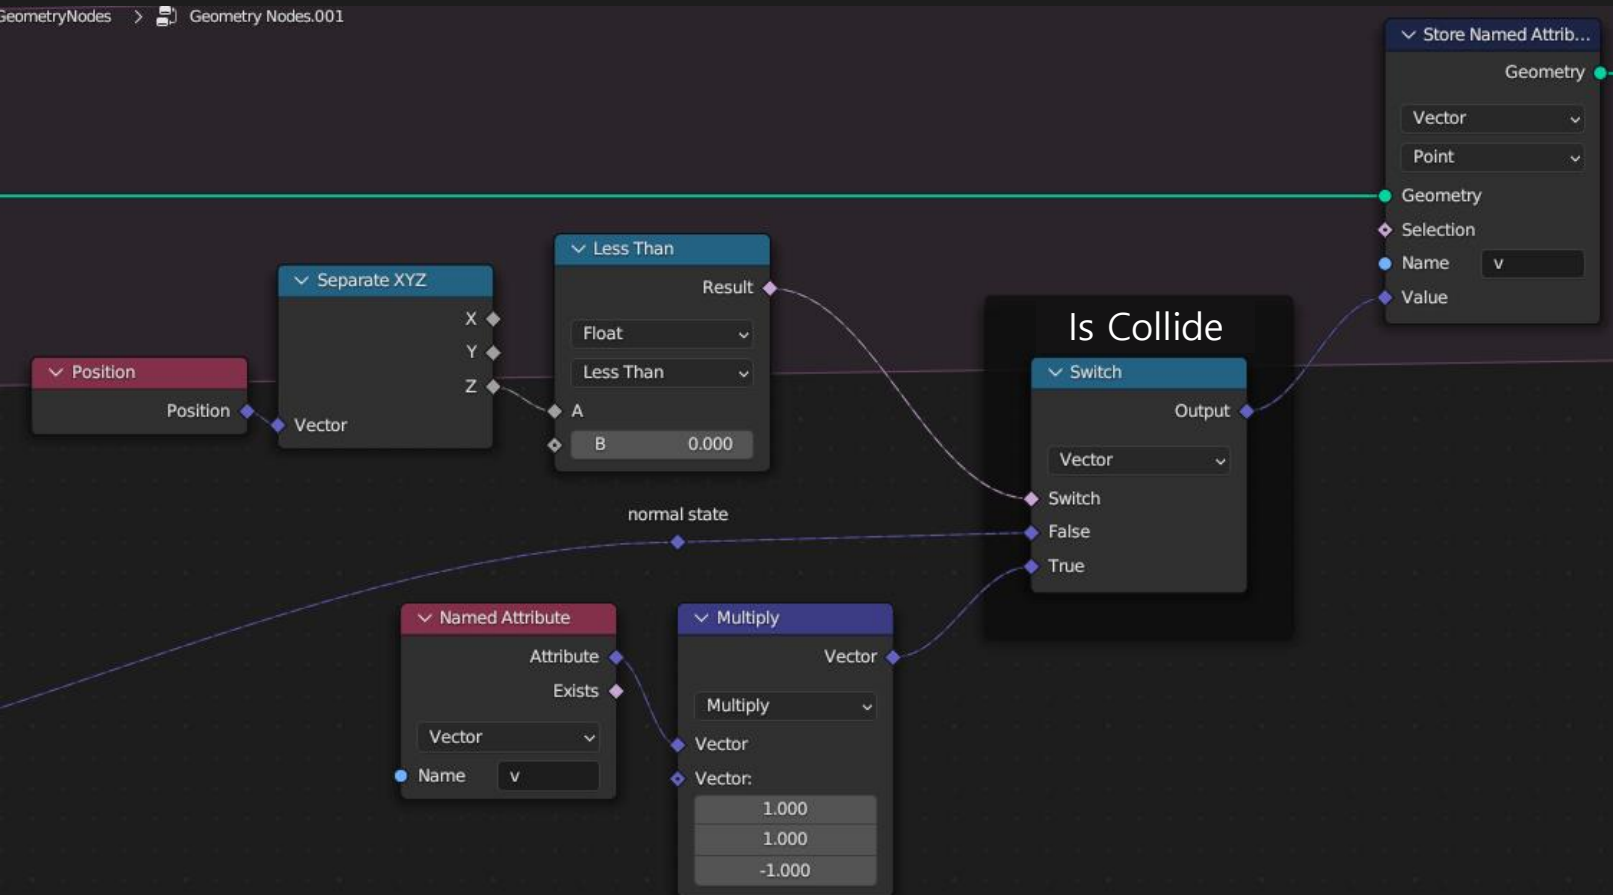 GeometryNodes > Geometry Nodes.001
Store Named Attrib...
Geometry
Vector
Point
Geometry
Selection
Name v
Value
Less Than
Result
Float
Less Than
A
B 0.000
Separate XYZ
X
Y
Z
Vector
Position
Position
Is Collide
Switch
Output
Vector
Switch
False
True
normal state
Named Attribute
Attribute
Exists
Vector
Name v
Multiply
Vector
Multiply
Vector
Vector:
1.000
1.000
-1.000